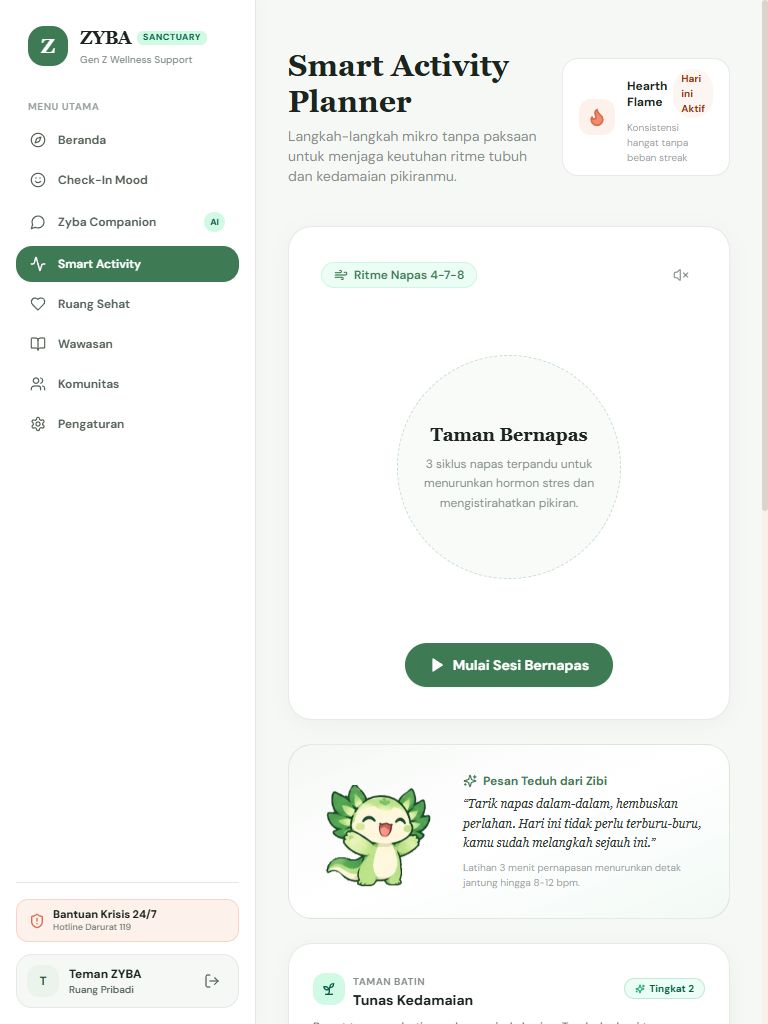 Z
ZYBA SANCTUARY
Gen Z Wellness Support
MENU UTAMA
Beranda
Check-In Mood
Zyba Companion AI
Smart Activity
Ruang Sehat
Wawasan
Komunitas
Pengaturan
Bantuan Krisis 24/7
Hotline Darurat 119
T
Teman ZYBA
Ruang Pribadi
Smart Activity
Planner
Langkah-langkah mikro tanpa paksaan
untuk menjaga keutuhan ritme tubuh
dan kedamaian pikiranmu.
Hearth
Flame
Hari
ini
Aktif
Konsistensi
hangat tanpa
beban streak
Ritme Napas 4-7-8
Taman Bernapas
3 siklus napas terpandu untuk
menurunkan hormon stres dan
mengistirahatkan pikiran.
Mulai Sesi Bernapas
Pesan Teduh dari Zibi
“Tarik napas dalam-dalam, hembuskan
perlahan. Hari ini tidak perlu terburu-buru,
kamu sudah melangkah sejauh ini.”
Latihan 3 menit pernapasan menurunkan detak
jantung hingga 8-12 bpm.
TAMAN BATIN
Tunas Kedamaian
Tingkat 2